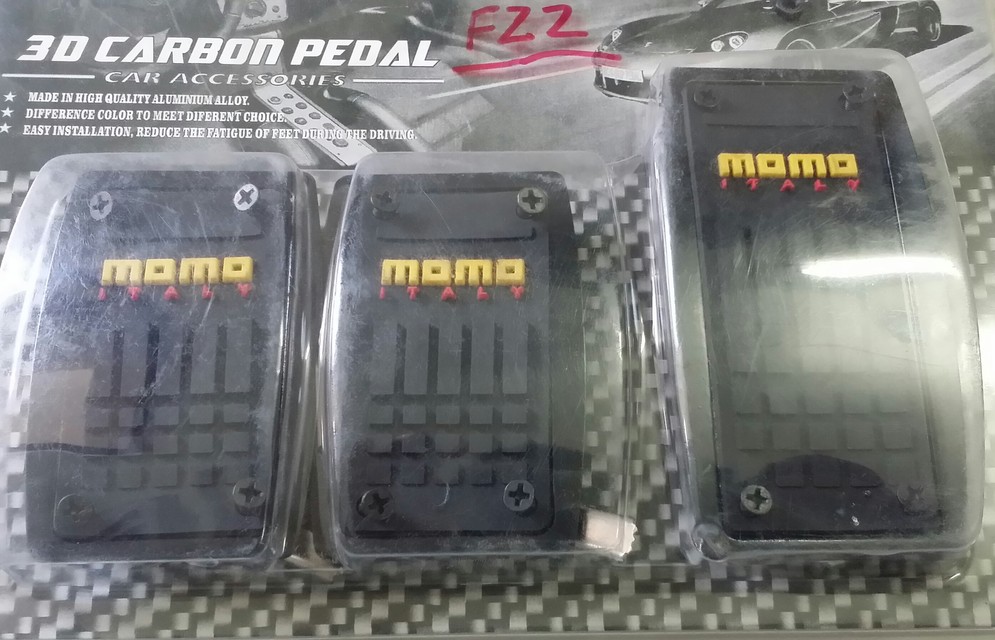 FZ2
3D CARBON PEDAL
CAR ACCESSORIES
MADE IN HIGH QUALITY ALUMINIUM ALLOY.
DIFFERENCE COLOR TO MEET DIFERENT CHOICE.
EASY INSTALLATION, REDUCE THE FATIGUE OF FEET DURING THE DRIVING.
momo
ITALY
momo
ITALY
momo
ITALY